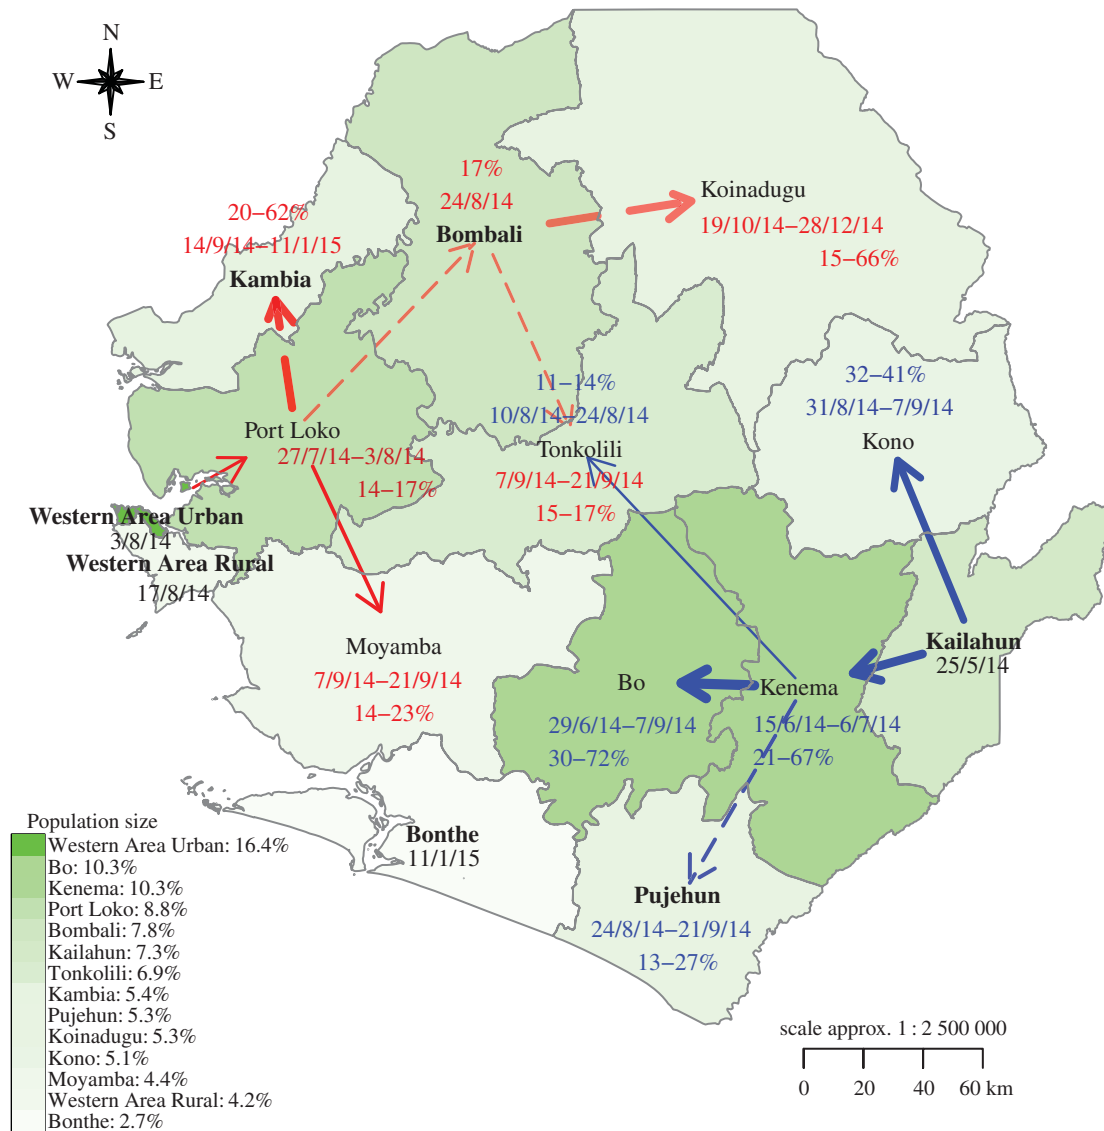 N
W
E
S
17%
24/8/14
Bombali
Koinadugu
19/10/14–28/12/14
15–66%
20–62%
14/9/14–11/1/15
Kambia
11–14%
10/8/14–24/8/14
Tonkolili
7/9/14–21/9/14
15–17%
32–41%
31/8/14–7/9/14
Kono
Port Loko
27/7/14–3/8/14
14–17%
Western Area Urban
3/8/14
Western Area Rural
17/8/14
Moyamba
7/9/14–21/9/14
14–23%
Bo
29/6/14–7/9/14
30–72%
Kenema
15/6/14–6/7/14
21–67%
Kailahun
25/5/14
Bonthe
11/1/15
Pujehun
24/8/14–21/9/14
13–27%
Population size
Western Area Urban: 16.4%
Bo: 10.3%
Kenema: 10.3%
Port Loko: 8.8%
Bombali: 7.8%
Kailahun: 7.3%
Tonkolili: 6.9%
Kambia: 5.4%
Pujehun: 5.3%
Koinadugu: 5.3%
Kono: 5.1%
Moyamba: 4.4%
Western Area Rural: 4.2%
Bonthe: 2.7%
scale approx. 1 : 2 500 000
0 20 40 60 km